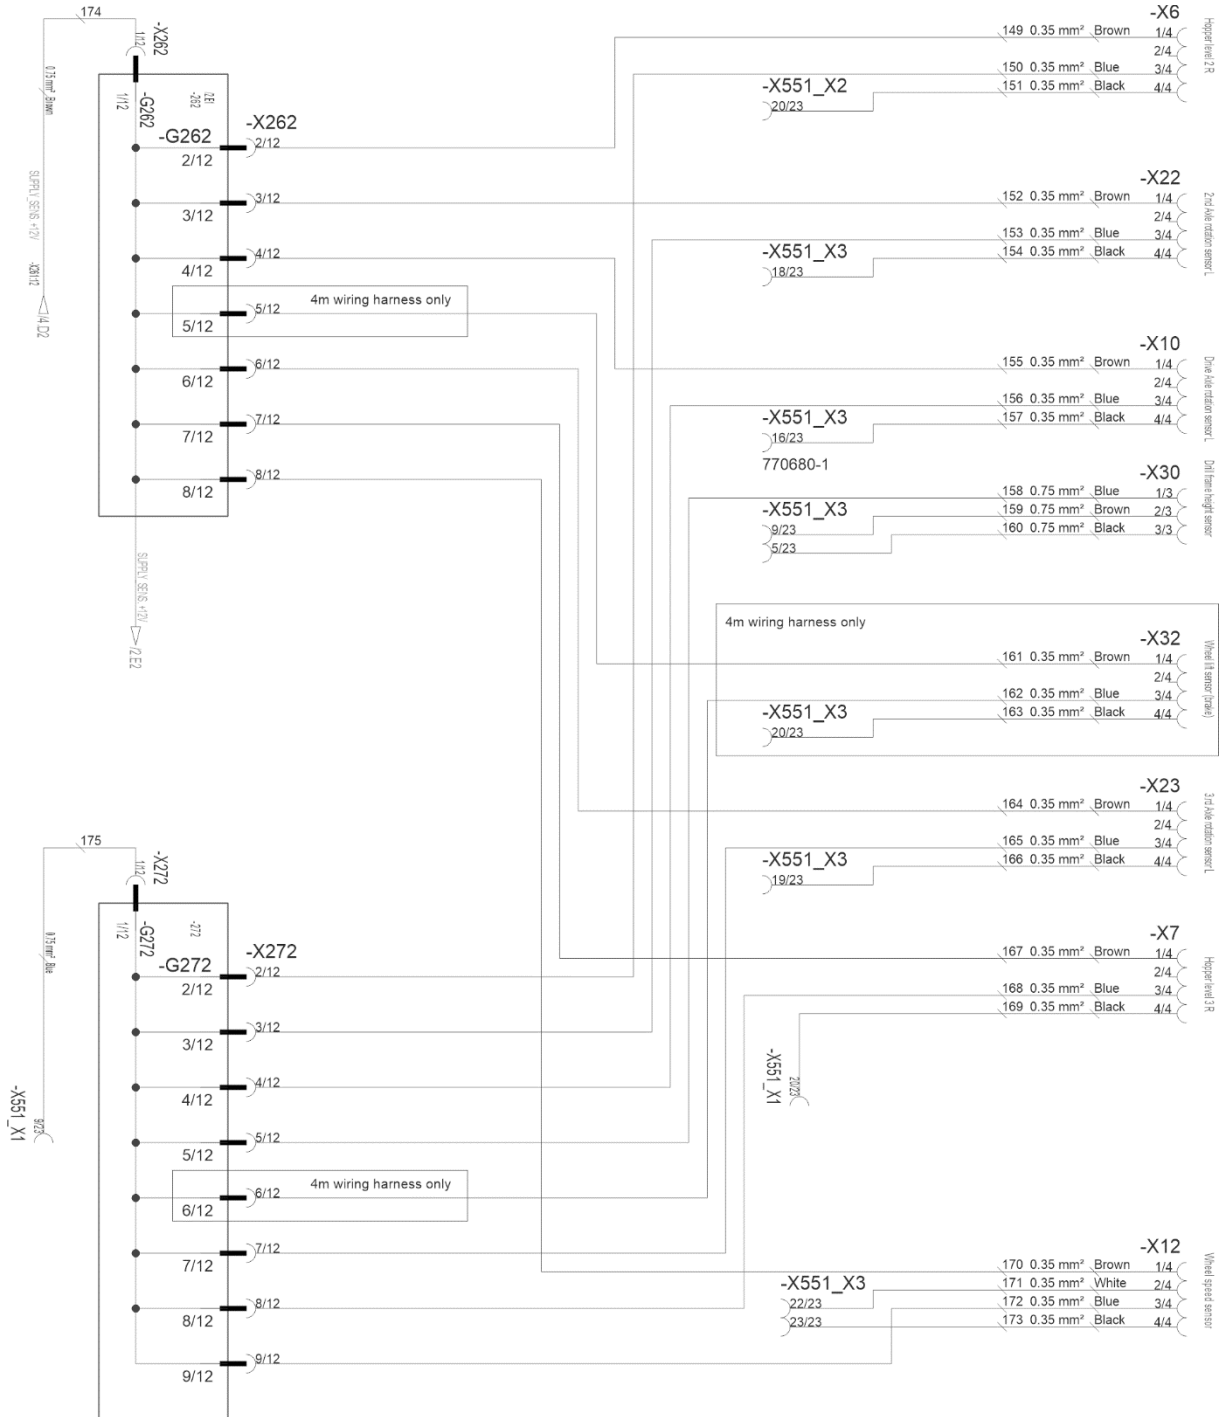 174
1/12
-X262
0.75 mm² Brown
SUPPLY_SENS. +12V
-X261:12
/4.D2
1/12
-G262
-262
/2.E1
-G262
-X262
2/12
2/12
3/12
3/12
4/12
4/12
4m wiring harness only
5/12
5/12
6/12
6/12
7/12
7/12
8/12
8/12
SUPPLY_SENS. +12V
/2.E2
-X6
149 0.35 mm² Brown 1/4
2/4
150 0.35 mm² Blue 3/4
151 0.35 mm² Black 4/4
Hopper level 2 R
-X551_X2
20/23
-X22
152 0.35 mm² Brown 1/4
2/4
153 0.35 mm² Blue 3/4
154 0.35 mm² Black 4/4
2.nd Axle rotation sensor L
-X551_X3
18/23
-X10
155 0.35 mm² Brown 1/4
2/4
156 0.35 mm² Blue 3/4
157 0.35 mm² Black 4/4
Drive Axle rotation sensor L
-X551_X3
16/23
770680-1
-X30
158 0.75 mm² Blue 1/3
159 0.75 mm² Brown 2/3
160 0.75 mm² Black 3/3
Drill frame height sensor
-X551_X3
9/23
5/23
4m wiring harness only
-X32
161 0.35 mm² Brown 1/4
2/4
162 0.35 mm² Blue 3/4
163 0.35 mm² Black 4/4
Wheel lift sensor (brake)
-X551_X3
20/23
-X23
164 0.35 mm² Brown 1/4
2/4
165 0.35 mm² Blue 3/4
166 0.35 mm² Black 4/4
3.rd Axle rotation sensor L
-X551_X3
19/23
175
1/12
-X272
0.75 mm² Blue
-X551_X1
9/23
1/12
-G272
-272
-G272
-X272
2/12
2/12
3/12
3/12
4/12
4/12
5/12
5/12
4m wiring harness only
6/12
6/12
7/12
7/12
8/12
8/12
9/12
9/12
-X7
167 0.35 mm² Brown 1/4
2/4
168 0.35 mm² Blue 3/4
169 0.35 mm² Black 4/4
Hopper level 3 R
-X551_X1
20/23
-X12
170 0.35 mm² Brown 1/4
171 0.35 mm² White 2/4
172 0.35 mm² Blue 3/4
173 0.35 mm² Black 4/4
Wheel speed sensor
-X551_X3
22/23
23/23